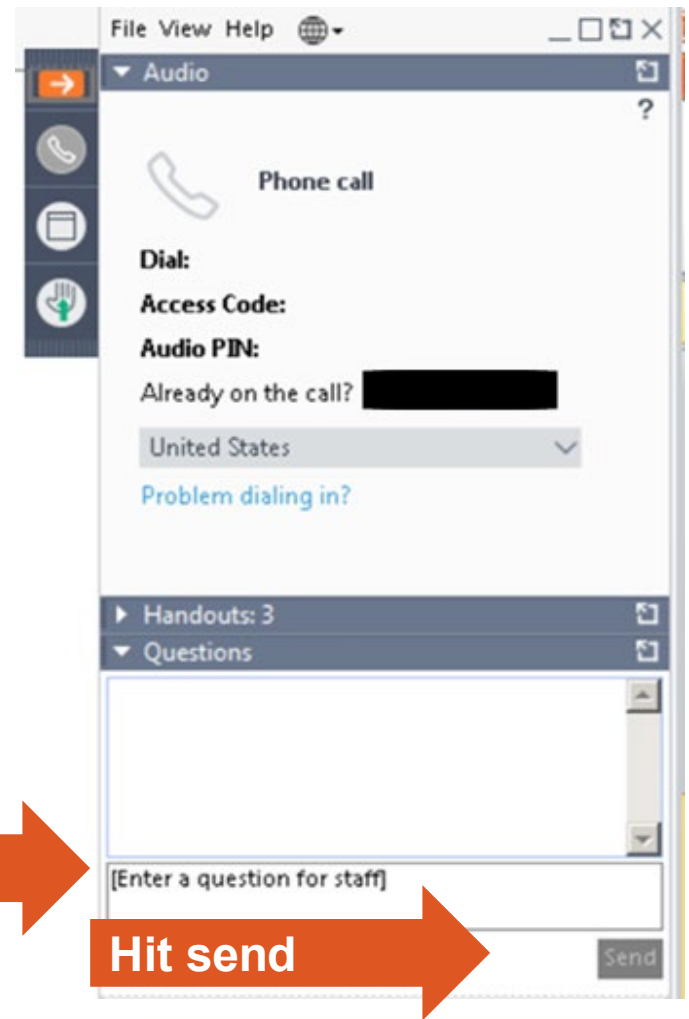 File View Help
Audio
?
Phone call
Dial:
Access Code:
Audio PIN:
Already on the call?
United States
Problem dialing in?
Handouts: 3
Questions
[Enter a question for staff]
Hit send
Send